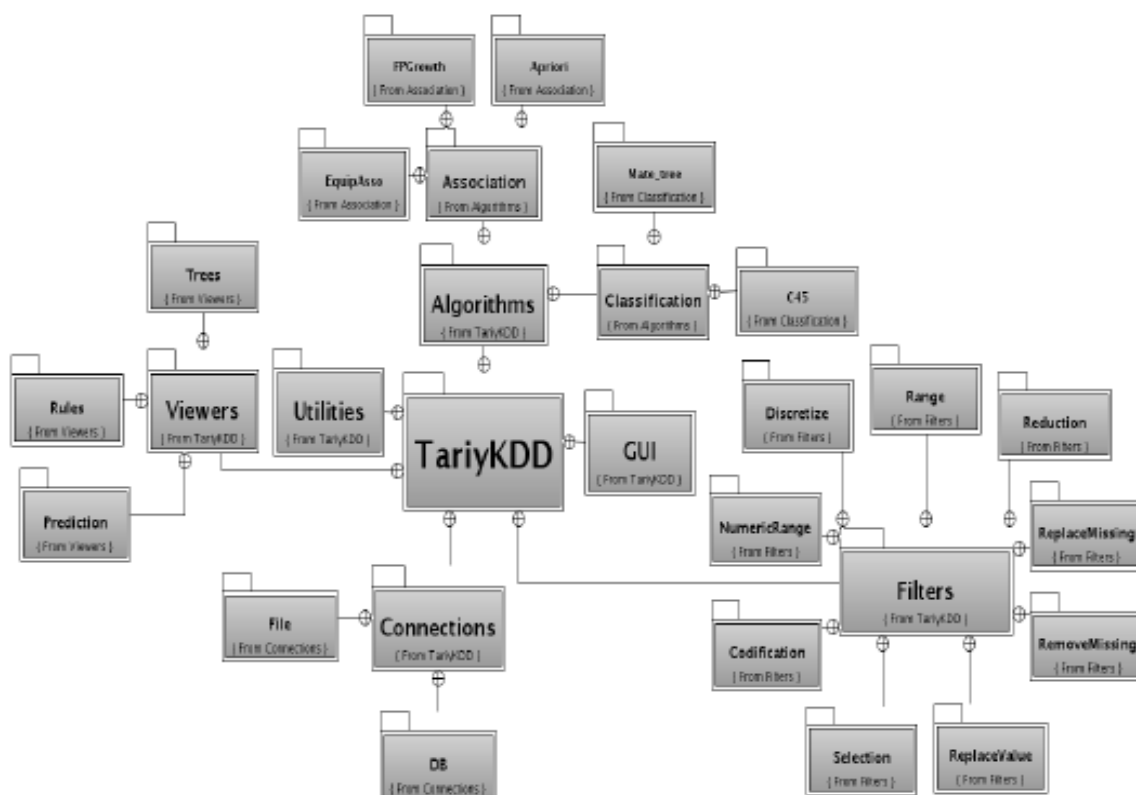 FPGrowth
{ From Association }
Apriori
{ From Association }
EquipAsso
{ From Association }
Association
{ From Algorithms }
Mate_tree
{ From Classification }
Trees
{ From Viewers }
Algorithms
{ From TariyKDD }
Classification
{ From Algorithms }
C45
{ From Classification }
Rules
{ From Viewers }
Viewers
{ From TariyKDD }
Utilities
{ From TariyKDD }
TariyKDD
GUI
{ From TariyKDD }
Discretize
{ From Filters }
Range
{ From Filters }
Reduction
{ From Filters }
Prediction
{ From Viewers }
NumericRange
{ From Filters }
ReplaceMissing
{ From Filters }
Filters
{ From TariyKDD }
File
{ From Connections }
Connections
{ From TariyKDD }
Codification
{ From Filters }
RemoveMissing
{ From Filters }
DB
{ From Connections }
Selection
{ From Filters }
ReplaceValue
{ From Filters }